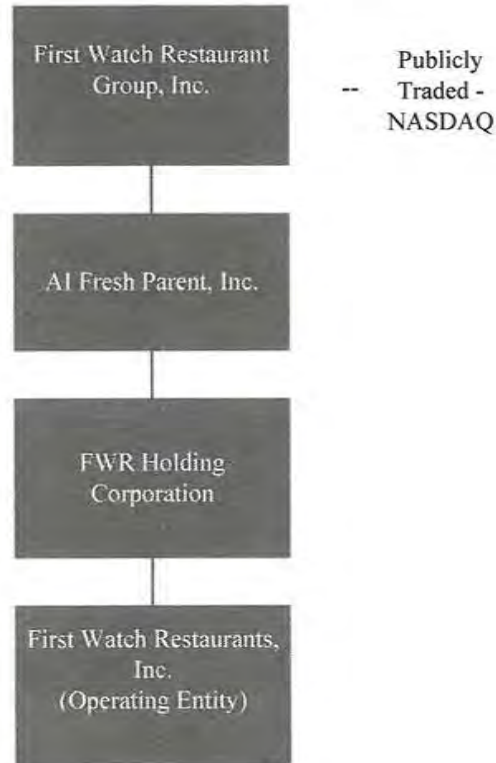 First Watch Restaurant
Group, Inc.
Publicly
-- Traded -
NASDAQ
AI Fresh Parent, Inc.
FWR Holding
Corporation
First Watch Restaurants,
Inc.
(Operating Entity)